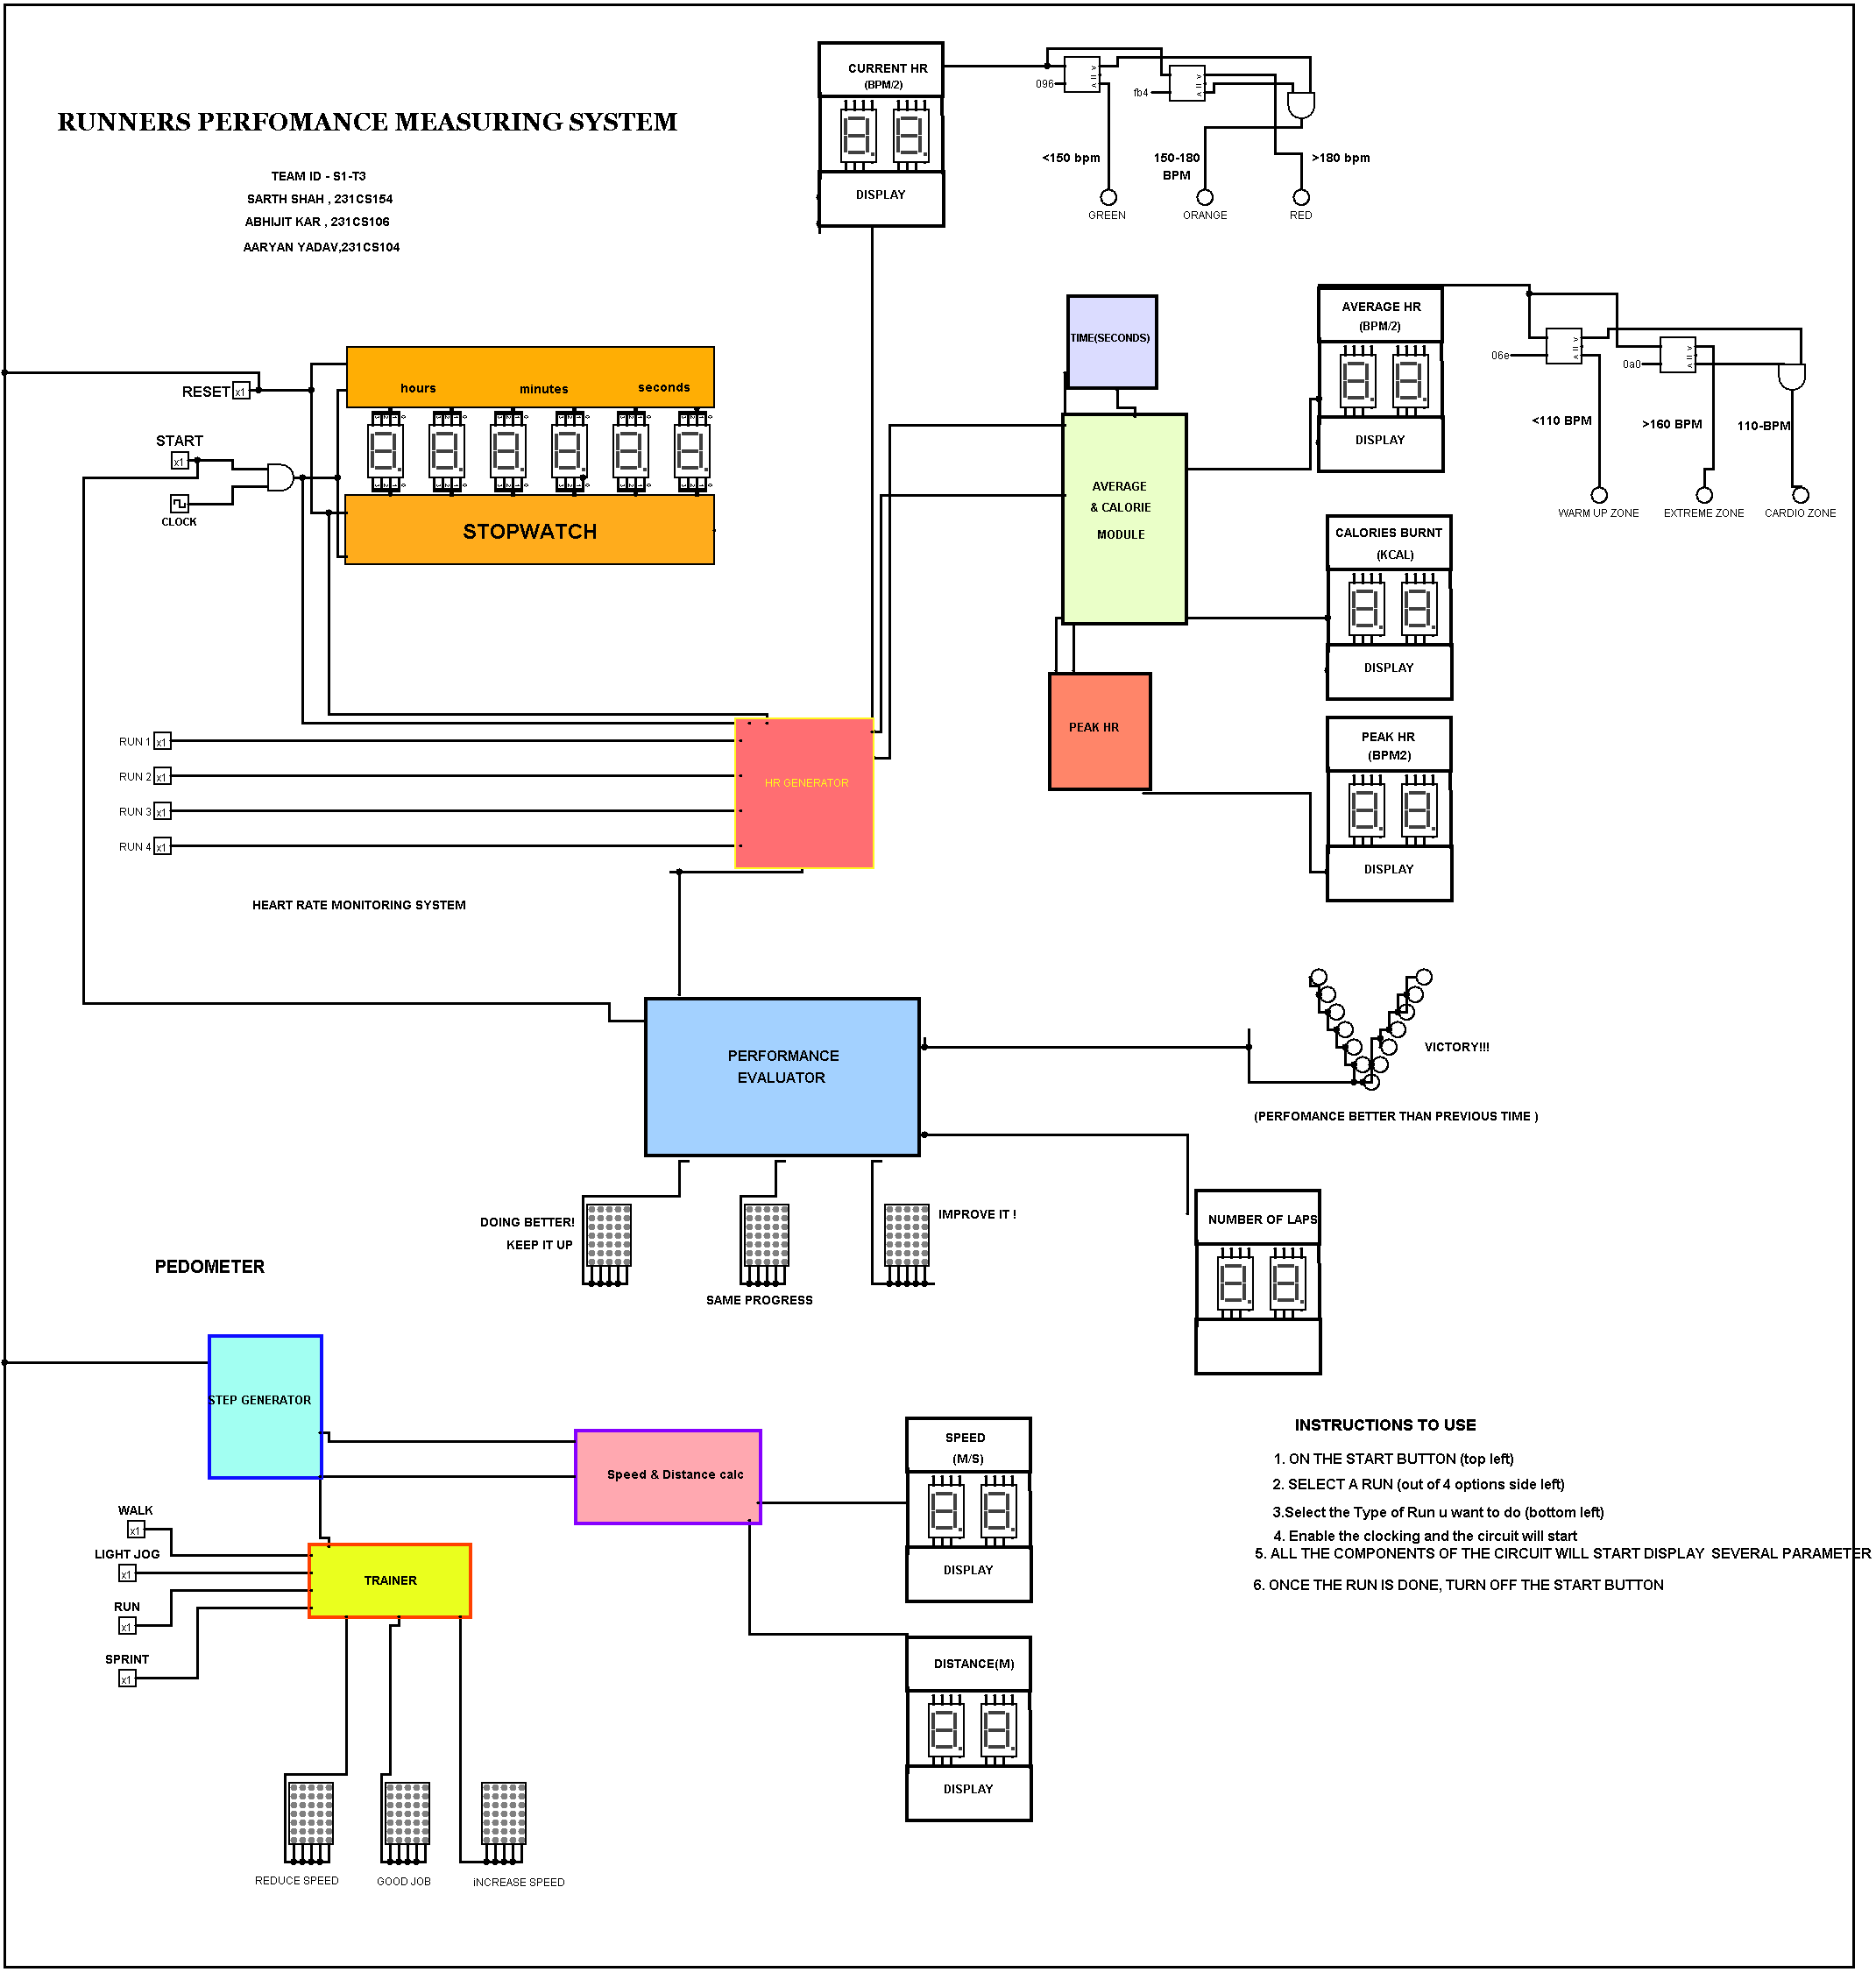 RUNNERS PERFOMANCE MEASURING SYSTEM
TEAM ID - S1-T3
SARTH SHAH , 231CS154
ABHIJIT KAR , 231CS106
AARYAN YADAV,231CS104
CURRENT HR
(BPM/2)
DISPLAY
096
fb4
<150 bpm
150-180
BPM
>180 bpm
GREEN
ORANGE
RED
RESET
x1
START
x1
CLOCK
hours
minutes
seconds
STOPWATCH
TIME(SECONDS)
AVERAGE
& CALORIE
MODULE
PEAK HR
AVERAGE HR
(BPM/2)
DISPLAY
06e
0a0
<110 BPM
>160 BPM
110-BPM
WARM UP ZONE
EXTREME ZONE
CARDIO ZONE
CALORIES BURNT
(KCAL)
DISPLAY
PEAK HR
(BPM2)
DISPLAY
RUN 1 x1
RUN 2 x1
RUN 3 x1
RUN 4 x1
HR GENERATOR
HEART RATE MONITORING SYSTEM
PERFORMANCE
EVALUATOR
VICTORY!!!
(PERFOMANCE BETTER THAN PREVIOUS TIME )
DOING BETTER!
KEEP IT UP
SAME PROGRESS
IMPROVE IT !
NUMBER OF LAPS
PEDOMETER
STEP GENERATOR
Speed & Distance calc
SPEED
(M/S)
DISPLAY
DISTANCE(M)
DISPLAY
WALK
x1
LIGHT JOG
x1
RUN
x1
SPRINT
x1
TRAINER
REDUCE SPEED
GOOD JOB
iNCREASE SPEED
INSTRUCTIONS TO USE
1. ON THE START BUTTON (top left)
2. SELECT A RUN (out of 4 options side left)
3.Select the Type of Run u want to do (bottom left)
4. Enable the clocking and the circuit will start
5. ALL THE COMPONENTS OF THE CIRCUIT WILL START DISPLAY SEVERAL PARAMETER
6. ONCE THE RUN IS DONE, TURN OFF THE START BUTTON